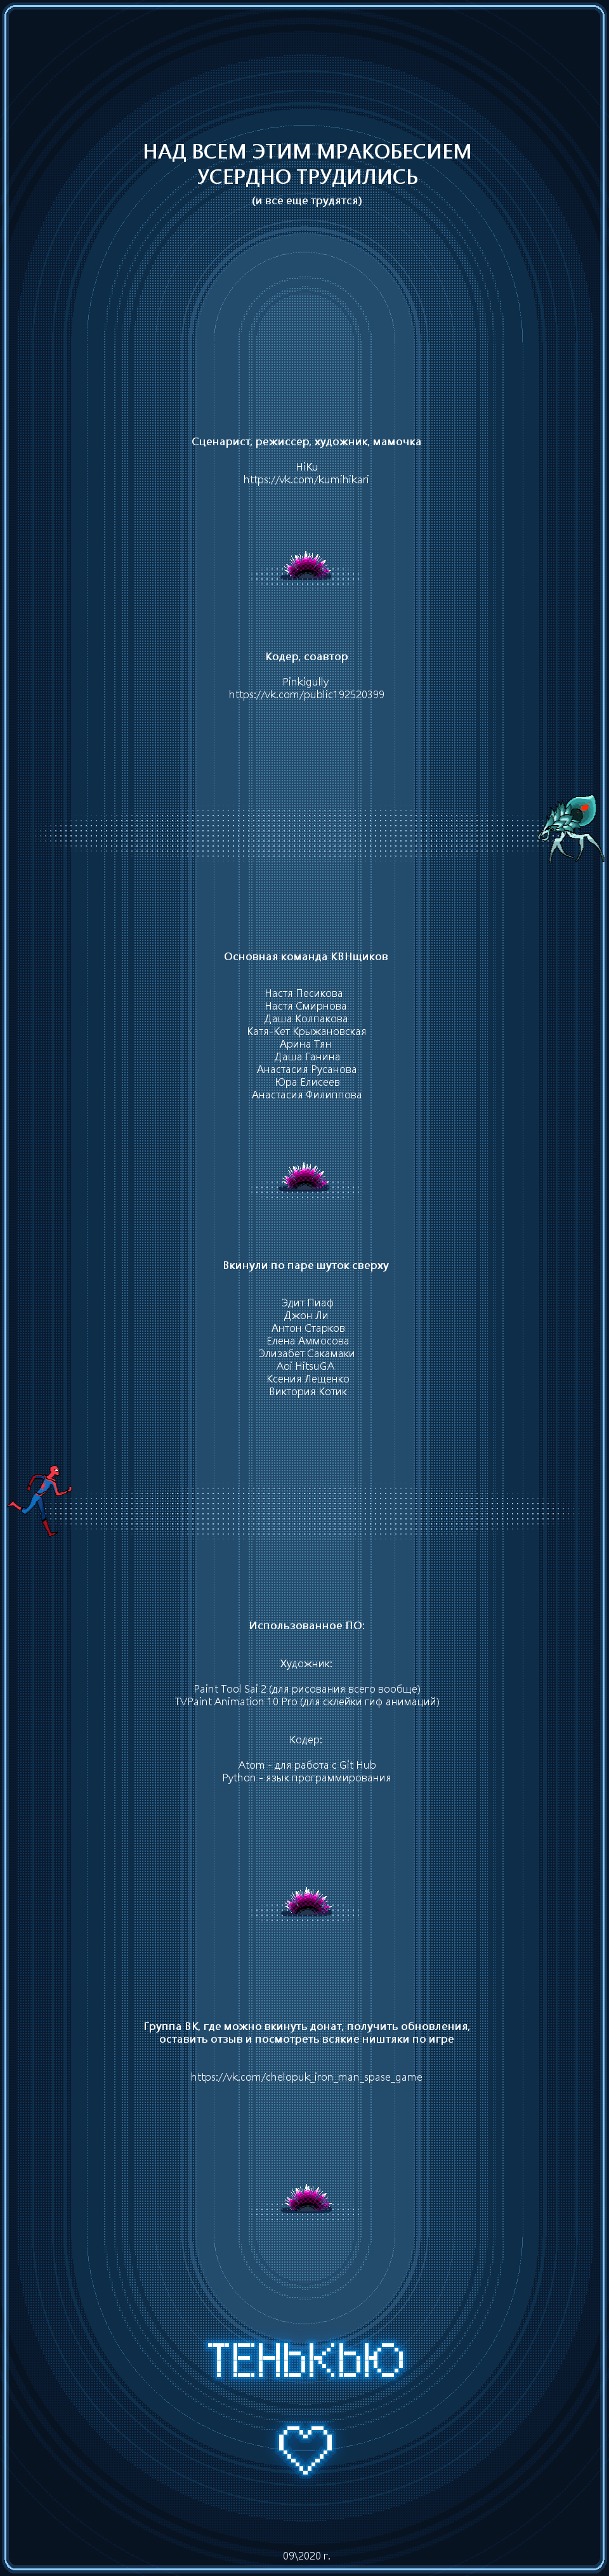 НАД ВСЕМ ЭТИМ МРАКОБЕСИЕМ
УСЕРДНО ТРУДИЛИСЬ
(и все еще трудятся)
Сценарист, режиссер, художник, мамочка
HiKu
https://vk.com/kumihikari
Кодер, соавтор
Pinkigully
https://vk.com/public192520399
Основная команда КВНщиков
Настя Песикова
Настя Смирнова
Даша Колпакова
Катя-Кет Крыжановская
Арина Тян
Даша Ганина
Анастасия Русанова
Юра Елисеев
Анастасия Филиппова
Вкинули по паре шуток сверху
Эдит Пиаф
Джон Ли
Антон Старков
Елена Аммосова
Элизабет Сакамаки
Aoi HitsuGA
Ксения Лещенко
Виктория Котик
Использованное ПО:
Художник:
Paint Tool Sai 2 (для рисования всего вообще)
TVPaint Animation 10 Pro (для склейки гиф анимаций)
Кодер:
Atom - для работа с Git Hub
Python - язык программирования
Группа ВК, где можно вкинуть донат, получить обновления,
оставить отзыв и посмотреть всякие ништяки по игре
https://vk.com/chelopuk_iron_man_spase_game
ТЕНЬКЬЮ
09\2020 г.